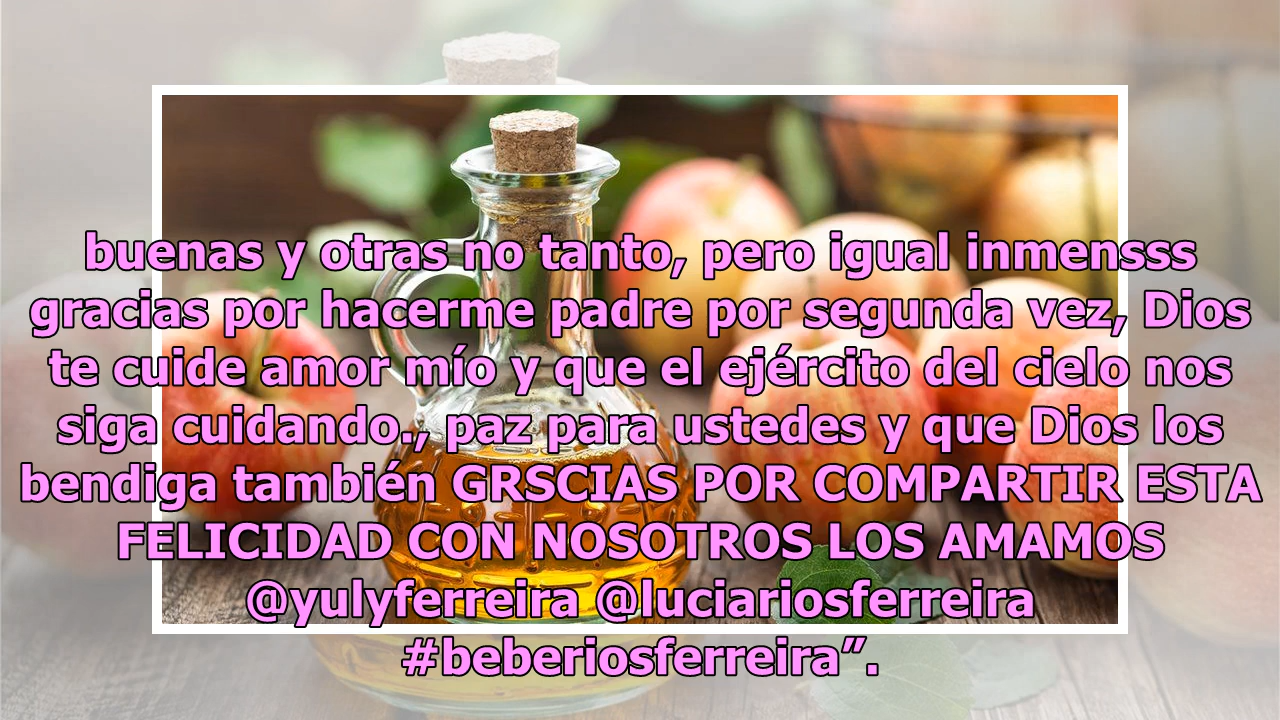 buenas y otras no tanto, pero igual inmensss
gracias por hacerme padre por segunda vez, Dios
te cuide amor mío y que el ejército del cielo nos
siga cuidando., paz para ustedes y que Dios los
bendiga también GRSCIAS POR COMPARTIR ESTA
FELICIDAD CON NOSOTROS LOS AMAMOS
@yulyferreira @luciariosferreira
#beberiosferreira”.